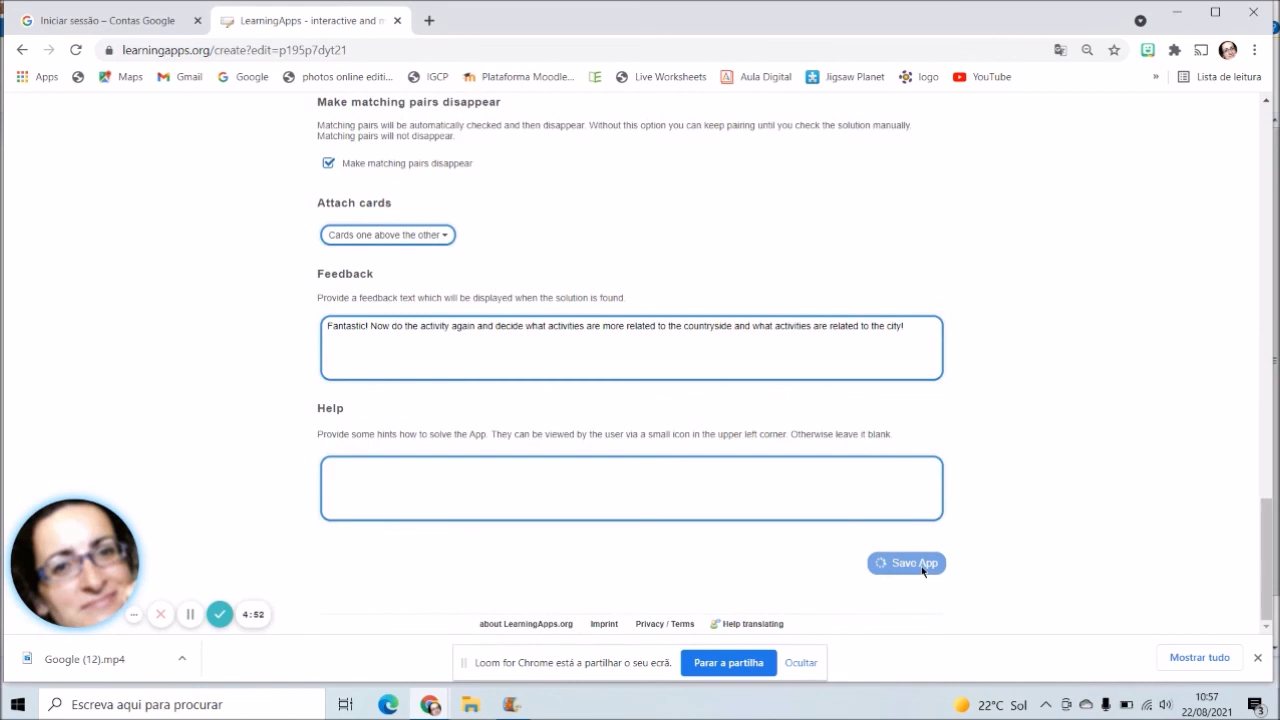 Iniciar sessão – Contas Google
LearningApps - interactive and m
learningapps.org/create?edit=p195p7dyt21
Apps
Maps
Gmail
Google
photos online editi...
IGCP
Plataforma Moodle...
Live Worksheets
Aula Digital
Jigsaw Planet
logo
YouTube
»
Lista de leitura
Make matching pairs disappear
Matching pairs will be automatically checked and then disappear. Without this option you can keep pairing until you check the solution manually.
Matching pairs will not disappear.
Make matching pairs disappear
Attach cards
Cards one above the other
Feedback
Provide a feedback text which will be displayed when the solution is found.
Fantastic! Now do the activity again and decide what activities are more related to the countryside and what activities are related to the city!
Help
Provide some hints how to solve the App. They can be viewed by the user via a small icon in the upper left corner. Otherwise leave it blank.
Save App
4:52
about LearningApps.org
Imprint
Privacy / Terms
Help translating
Google (12).mp4
Loom for Chrome está a partilhar o seu ecrã.
Parar a partilha
Ocultar
Mostrar tudo
Escreva aqui para procurar
22°C Sol
10:57
22/08/2021
3